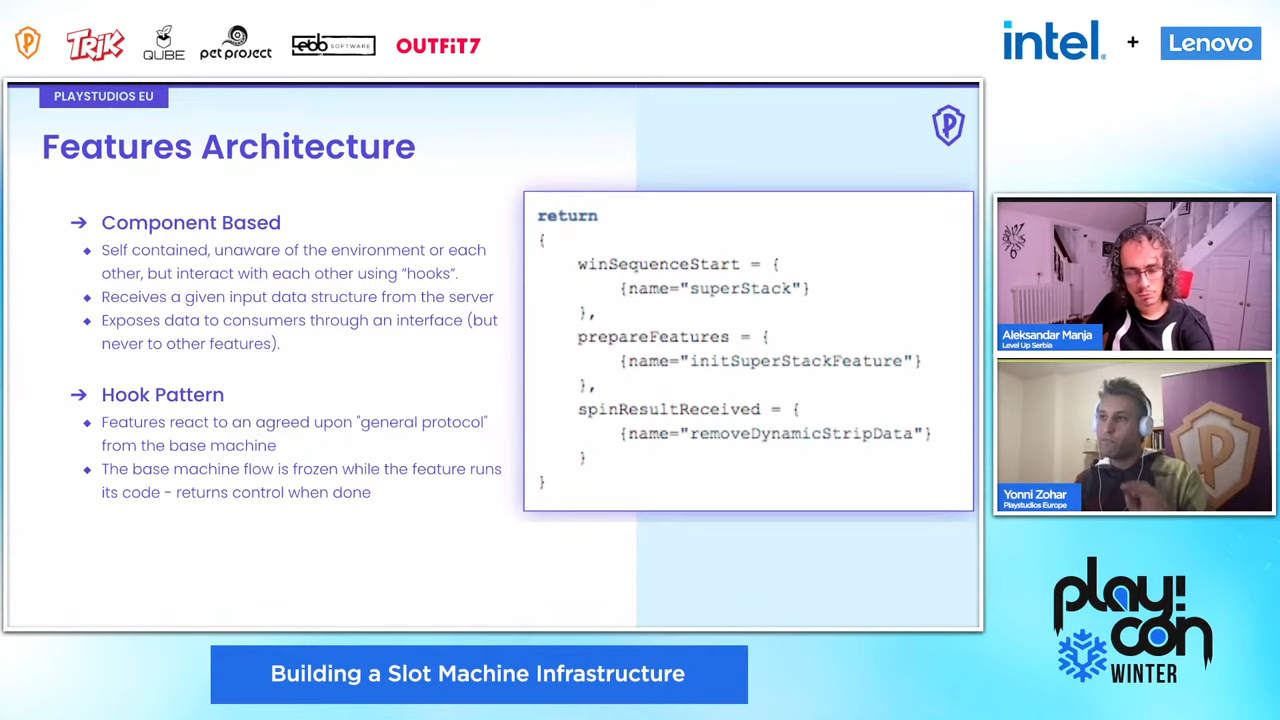 TRIK
QUBE
pet project
Lebb SOFTWARE
OUTFiT7
intel + Lenovo
PLAYSTUDIOS EU
Features Architecture
→ Component Based
Self contained, unaware of the environment or each
other, but interact with each other using “hooks”.
Receives a given input data structure from the server
Exposes data to consumers through an interface (but
never to other features).
→ Hook Pattern
Features react to an agreed upon "general protocol"
from the base machine
The base machine flow is frozen while the feature runs
its code - returns control when done
return
{
winSequenceStart = {
{name="superStack"}
},
prepareFeatures = {
{name="initSuperStackFeature"}
},
spinResultReceived = {
{name="removeDynamicStripData"}
}
}
Aleksandar Manja
Level Up Serbia
Yonni Zohar
Playstudios Europe
play!
con
WINTER
Building a Slot Machine Infrastructure